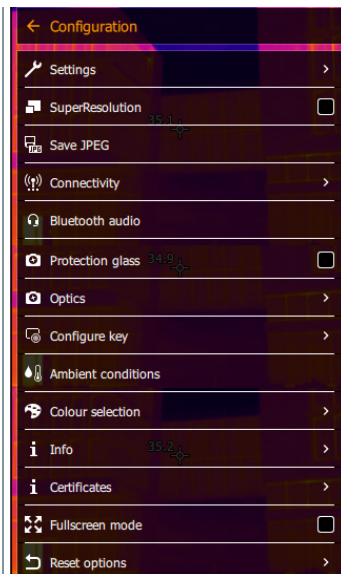 Configuration
Settings
SuperResolution
35.1
JPG Save JPEG
Connectivity
Bluetooth audio
Protection glass 34.9
Optics
Configure key
Ambient conditions
Colour selection
Info 35.2
Certificates
Fullscreen mode
Reset options